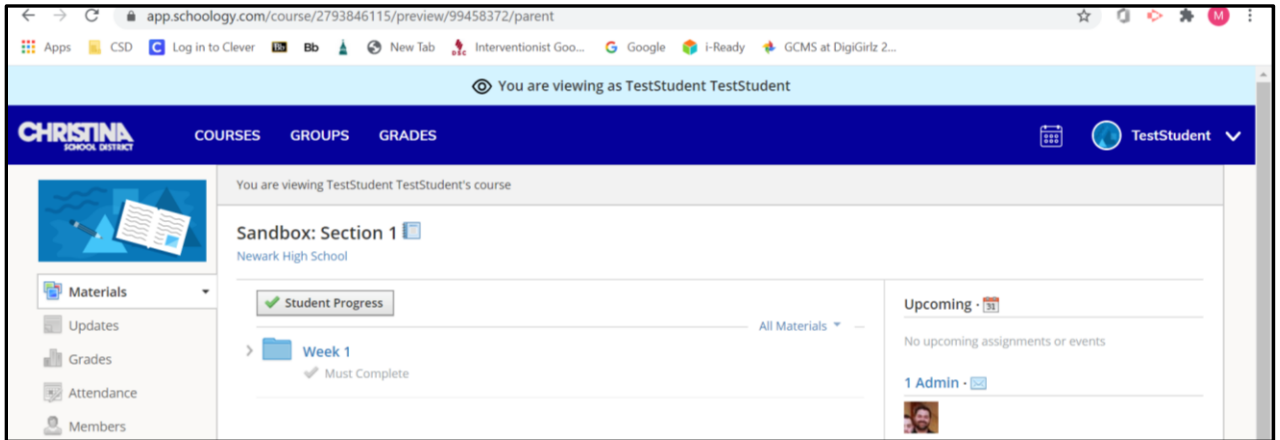 app.schoology.com/course/2793846115/preview/99458372/parent
M
Apps CSD C Log in to Clever Bb New Tab Interventionist Goo... G Google i-Ready GCMS at DigiGirlz 2...
You are viewing as TestStudent TestStudent
CHRISTINA
SCHOOL DISTRICT
COURSES GROUPS GRADES
TestStudent
You are viewing TestStudent TestStudent's course
Sandbox: Section 1
Newark High School
Materials
Updates
Grades
Attendance
Members
Student Progress
All Materials
Week 1
Must Complete
Upcoming · 31
No upcoming assignments or events
1 Admin ·